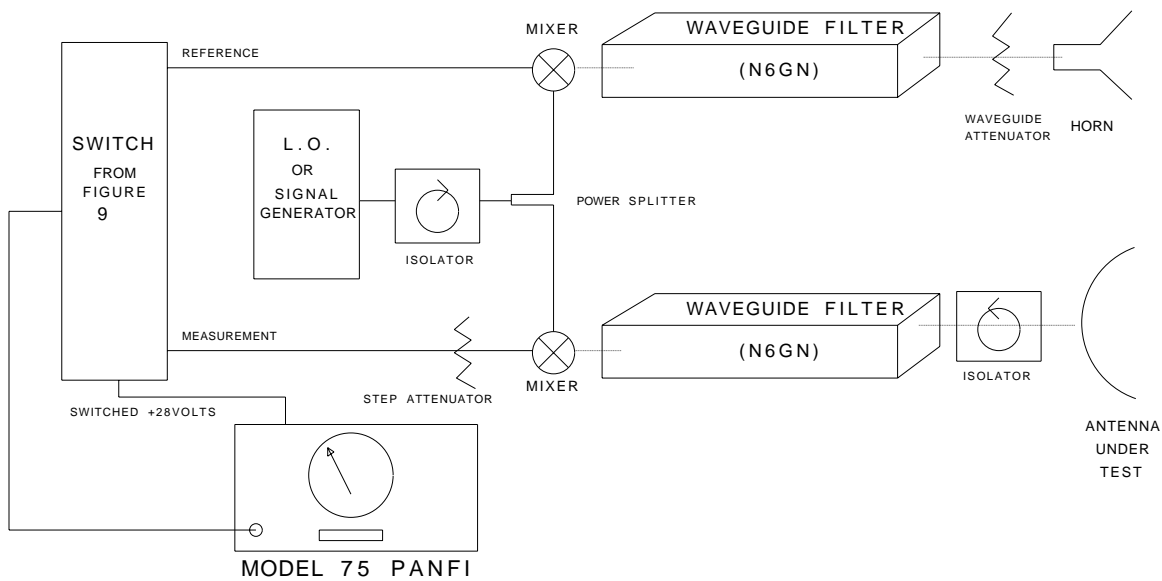 MIXER
WAVEGUIDE FILTER
REFERENCE
(N6GN)
WAVEGUIDE
ATTENUATOR
HORN
SWITCH
FROM
FIGURE
9
L.O.
OR
SIGNAL
GENERATOR
POWER SPLITTER
ISOLATOR
WAVEGUIDE FILTER
MEASUREMENT
(N6GN)
ISOLATOR
MIXER
STEP ATTENUATOR
SWITCHED +28VOLTS
ANTENNA
UNDER
TEST
MODEL 75 PANFI